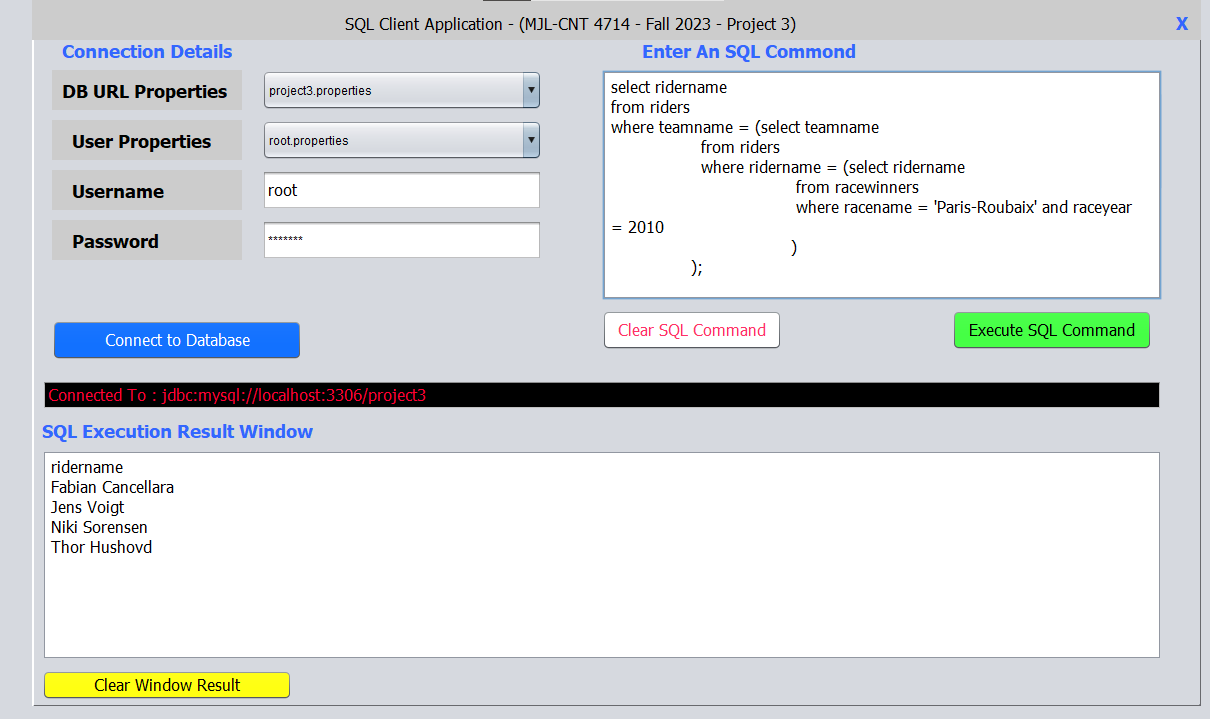 SQL Client Application - (MJL-CNT 4714 - Fall 2023 - Project 3)
X
Connection Details
DB URL Properties
project3.properties
User Properties
root.properties
Username
root
Password
*******
Connect to Database
Enter An SQL Commond
select ridername
from riders
where teamname = (select teamname
from riders
where ridername = (select ridername
from racewinners
where racename = 'Paris-Roubaix' and raceyear
= 2010
)
);
Clear SQL Command
Execute SQL Command
Connected To : jdbc:mysql://localhost:3306/project3
SQL Execution Result Window
ridername
Fabian Cancellara
Jens Voigt
Niki Sorensen
Thor Hushovd
Clear Window Result